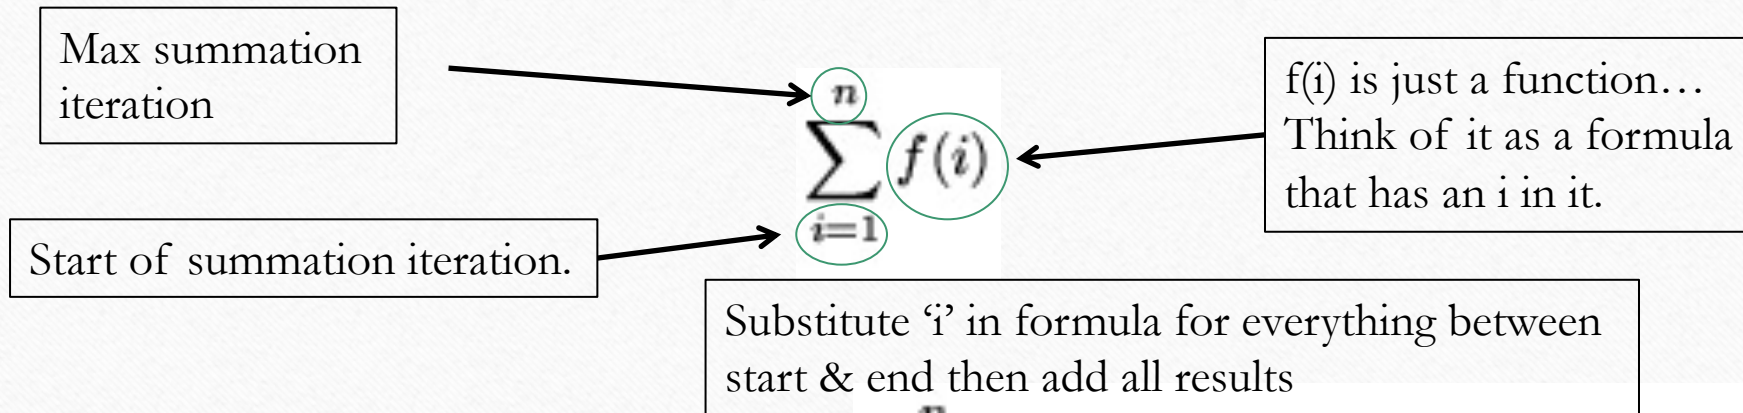 Max summation
iteration
n
∑ f(i)
i=1
f(i) is just a function…
Think of it as a formula
that has an i in it.
Start of summation iteration.
Substitute ‘i’ in formula for everything between
start & end then add all results
n